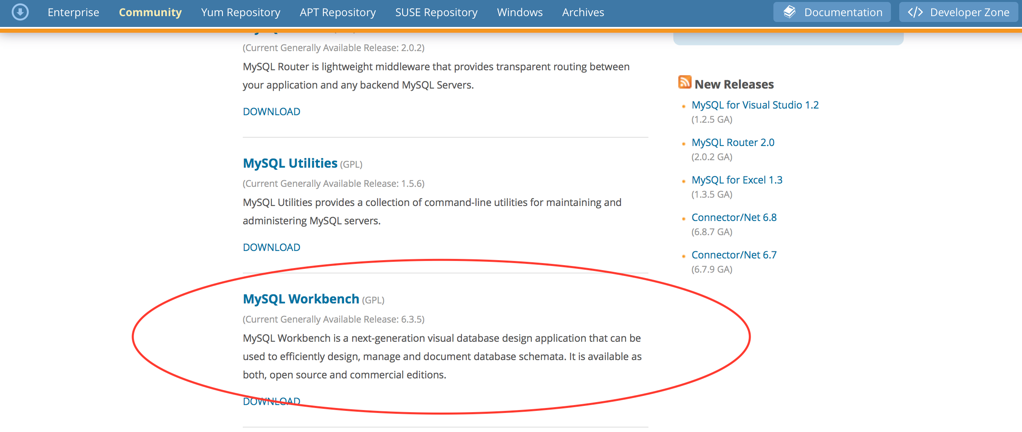 Enterprise Community Yum Repository APT Repository SUSE Repository Windows Archives Documentation </> Developer Zone
(Current Generally Available Release: 2.0.2)
MySQL Router is lightweight middleware that provides transparent routing between
your application and any backend MySQL Servers.
DOWNLOAD
MySQL Utilities (GPL)
(Current Generally Available Release: 1.5.6)
MySQL Utilities provides a collection of command-line utilities for maintaining and
administering MySQL servers.
DOWNLOAD
MySQL Workbench (GPL)
(Current Generally Available Release: 6.3.5)
MySQL Workbench is a next-generation visual database design application that can be
used to efficiently design, manage and document database schemata. It is available as
both, open source and commercial editions.
DOWNLOAD
New Releases
MySQL for Visual Studio 1.2
(1.2.5 GA)
MySQL Router 2.0
(2.0.2 GA)
MySQL for Excel 1.3
(1.3.5 GA)
Connector/Net 6.8
(6.8.7 GA)
Connector/Net 6.7
(6.7.9 GA)